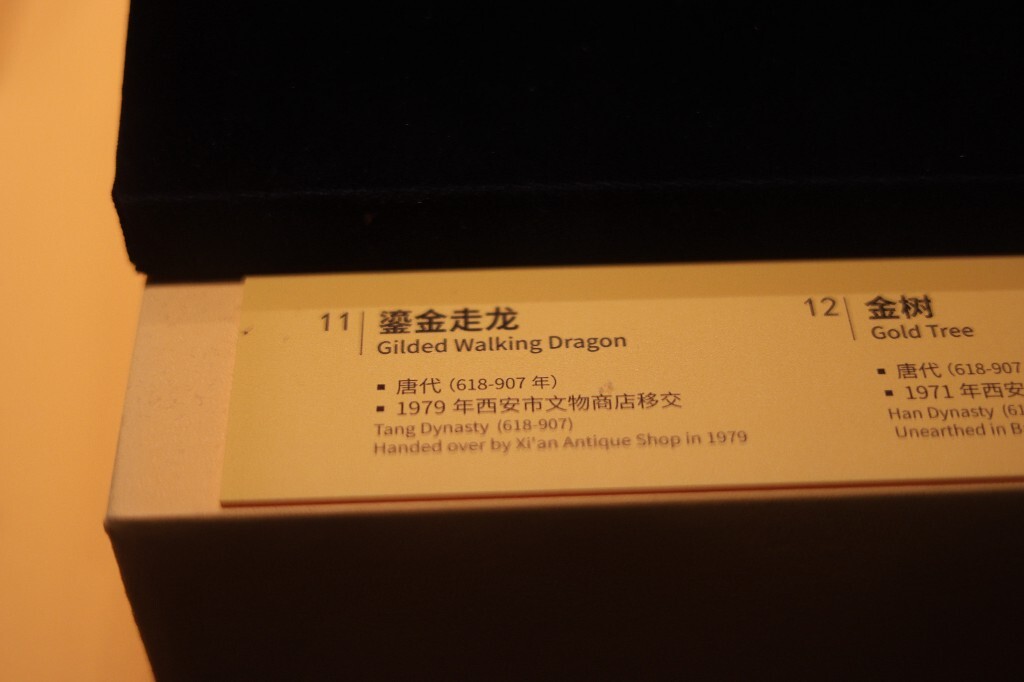 11
鎏金走龙
Gilded Walking Dragon
▪ 唐代（618-907 年）
▪ 1979 年西安市文物商店移交
Tang Dynasty (618-907)
Handed over by Xi'an Antique Shop in 1979
12
金树
Gold Tree
▪ 唐代（618-907
▪ 1971 年西安
Han Dynasty (61
Unearthed in B